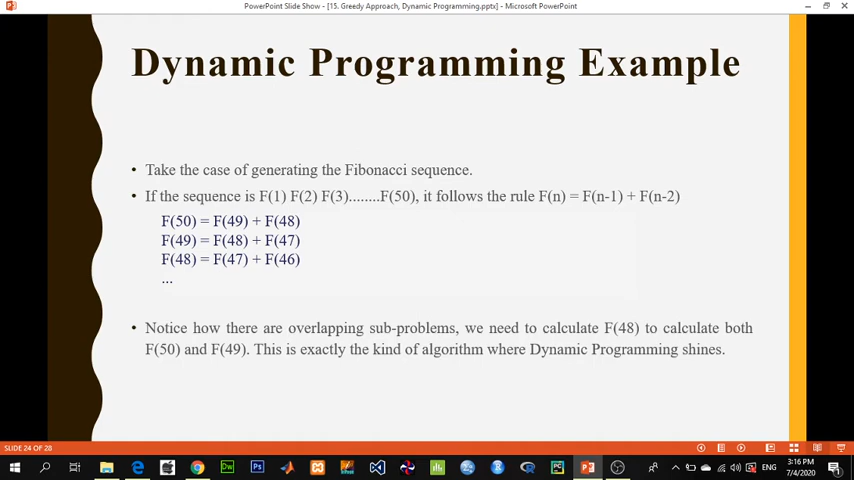 PowerPoint Slide Show - [15. Greedy Approach, Dynamic Programming.pptx] - Microsoft PowerPoint
Dynamic Programming Example
• Take the case of generating the Fibonacci sequence.
• If the sequence is F(1) F(2) F(3)........F(50), it follows the rule F(n) = F(n-1) + F(n-2)
F(50) = F(49) + F(48)
F(49) = F(48) + F(47)
F(48) = F(47) + F(46)
...
• Notice how there are overlapping sub-problems, we need to calculate F(48) to calculate both
F(50) and F(49). This is exactly the kind of algorithm where Dynamic Programming shines.
SLIDE 24 OF 28
Dw
Ps
R
PC
ENG
3:16 PM
7/4/2020